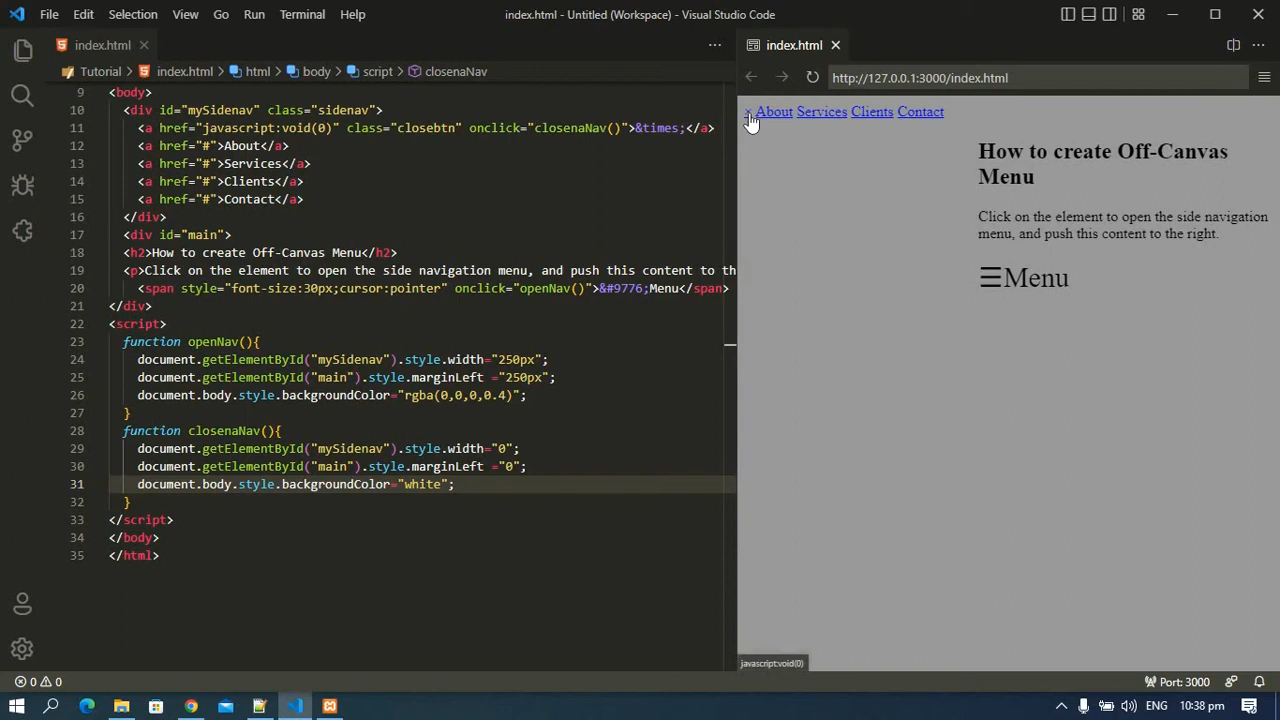 File Edit Selection View Go Run Terminal Help index.html - Untitled (Workspace) - Visual Studio Code
index.html
Tutorial index.html html body script closenaNav
9 <body>
10 <div id="mySidenav" class="sidenav">
11 <a href="javascript:void(0)" class="closebtn" onclick="closenaNav()">&times;</a>
12 <a href="#">About</a>
13 <a href="#">Services</a>
14 <a href="#">Clients</a>
15 <a href="#">Contact</a>
16 </div>
17 <div id="main">
18 <h2>How to create Off-Canvas Menu</h2>
19 <p>Click on the element to open the side navigation menu, and push this content to th
20 <span style="font-size:30px;cursor:pointer" onclick="openNav()">&#9776;Menu</span>
21 </div>
22 <script>
23 function openNav(){
24 document.getElementById("mySidenav").style.width="250px";
25 document.getElementById("main").style.marginLeft ="250px";
26 document.body.style.backgroundColor="rgba(0,0,0,0.4)";
27 }
28 function closenaNav(){
29 document.getElementById("mySidenav").style.width="0";
30 document.getElementById("main").style.marginLeft ="0";
31 document.body.style.backgroundColor="white";
32 }
33 </script>
34 </body>
35 </html>
index.html
http://127.0.0.1:3000/index.html
× About Services Clients Contact
How to create Off-Canvas
Menu
Click on the element to open the side navigation
menu, and push this content to the right.
☰Menu
javascript:void(0)
0 0 Port: 3000
ENG 10:38 pm